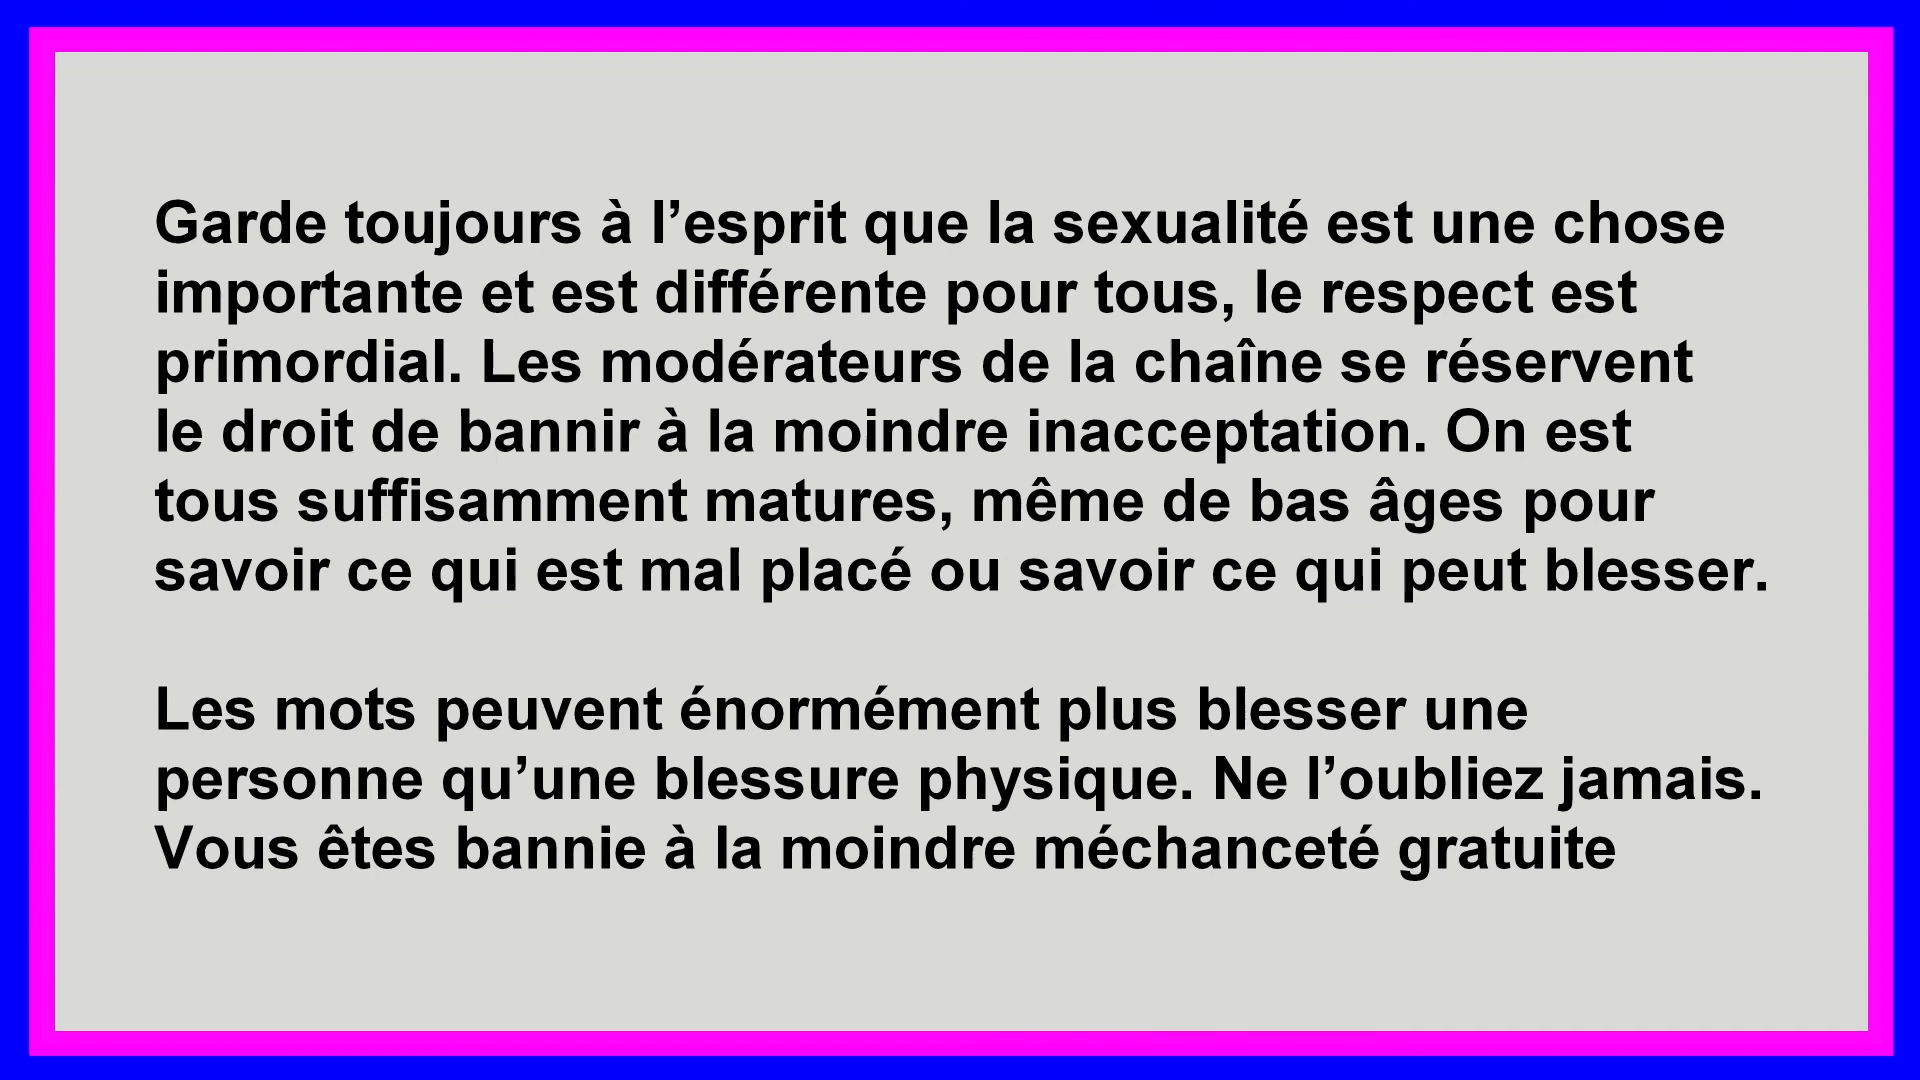 Garde toujours à l’esprit que la sexualité est une chose
importante et est différente pour tous, le respect est
primordial. Les modérateurs de la chaîne se réservent
le droit de bannir à la moindre inacceptation. On est
tous suffisamment matures, même de bas âges pour
savoir ce qui est mal placé ou savoir ce qui peut blesser.
Les mots peuvent énormément plus blesser une
personne qu’une blessure physique. Ne l’oubliez jamais.
Vous êtes bannie à la moindre méchanceté gratuite